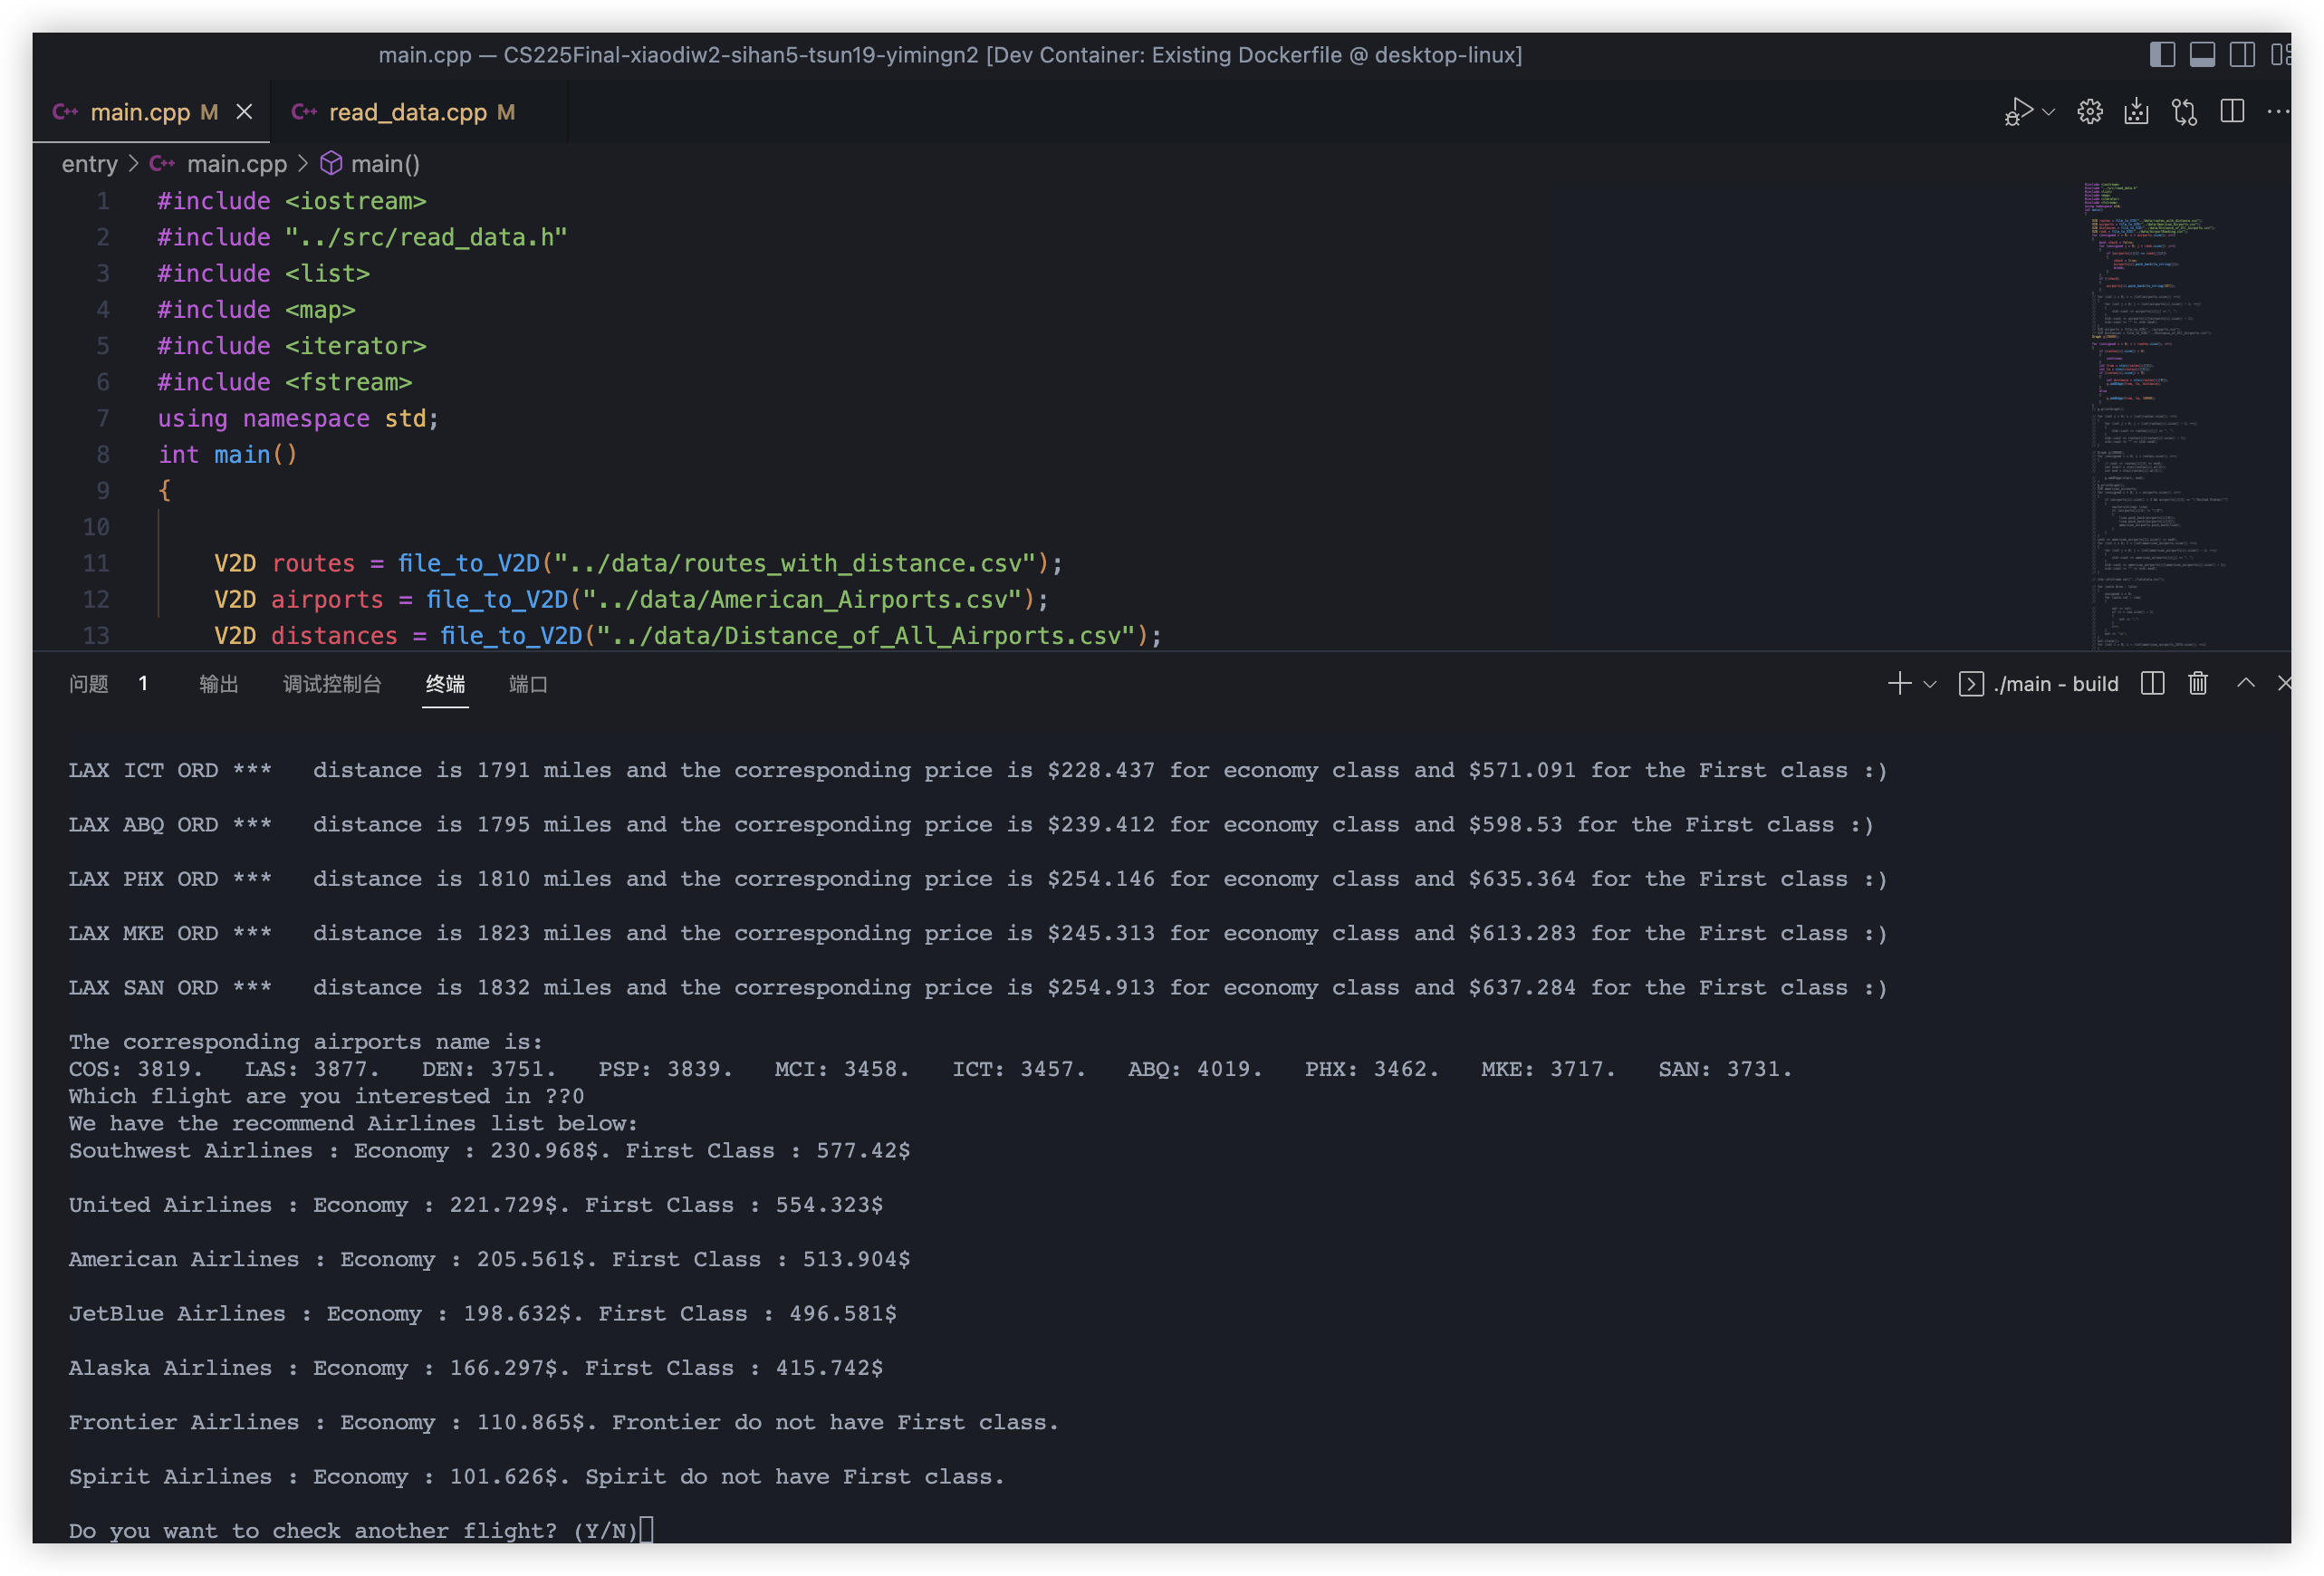 main.cpp — CS225Final-xiaodiw2-sihan5-tsun19-yimingn2 [Dev Container: Existing Dockerfile @ desktop-linux]
C++ main.cpp M C++ read_data.cpp M
entry > C++ main.cpp > main()
1 #include <iostream>
2 #include "../src/read_data.h"
3 #include <list>
4 #include <map>
5 #include <iterator>
6 #include <fstream>
7 using namespace std;
8 int main()
9 {
10
11 V2D routes = file_to_V2D("../data/routes_with_distance.csv");
12 V2D airports = file_to_V2D("../data/American_Airports.csv");
13 V2D distances = file_to_V2D("../data/Distance_of_All_Airports.csv");
问题 1 输出 调试控制台 终端 端口 ./main - build
LAX ICT ORD *** distance is 1791 miles and the corresponding price is $228.437 for economy class and $571.091 for the First class :)
LAX ABQ ORD *** distance is 1795 miles and the corresponding price is $239.412 for economy class and $598.53 for the First class :)
LAX PHX ORD *** distance is 1810 miles and the corresponding price is $254.146 for economy class and $635.364 for the First class :)
LAX MKE ORD *** distance is 1823 miles and the corresponding price is $245.313 for economy class and $613.283 for the First class :)
LAX SAN ORD *** distance is 1832 miles and the corresponding price is $254.913 for economy class and $637.284 for the First class :)
The corresponding airports name is:
COS: 3819. LAS: 3877. DEN: 3751. PSP: 3839. MCI: 3458. ICT: 3457. ABQ: 4019. PHX: 3462. MKE: 3717. SAN: 3731.
Which flight are you interested in ??0
We have the recommend Airlines list below:
Southwest Airlines : Economy : 230.968$. First Class : 577.42$
United Airlines : Economy : 221.729$. First Class : 554.323$
American Airlines : Economy : 205.561$. First Class : 513.904$
JetBlue Airlines : Economy : 198.632$. First Class : 496.581$
Alaska Airlines : Economy : 166.297$. First Class : 415.742$
Frontier Airlines : Economy : 110.865$. Frontier do not have First class.
Spirit Airlines : Economy : 101.626$. Spirit do not have First class.
Do you want to check another flight? (Y/N)